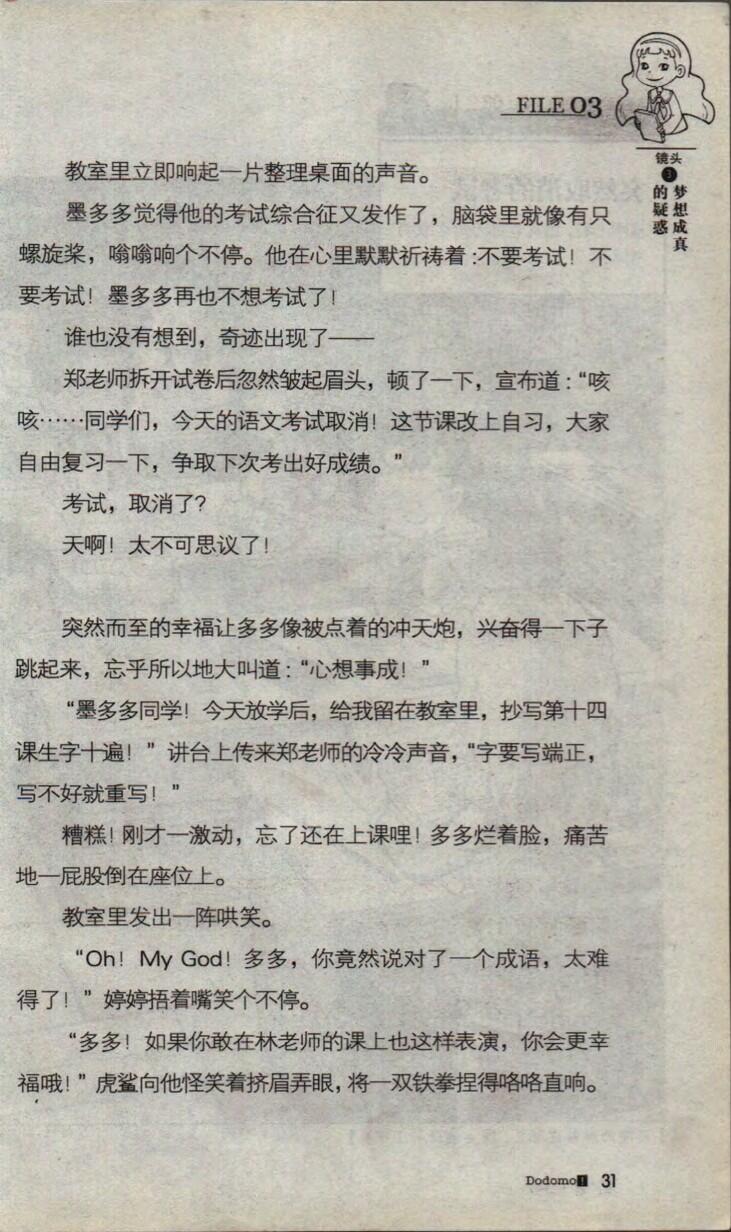 FILE 03
镜头
3
梦想成真
的疑惑
教室里立即响起一片整理桌面的声音。
墨多多觉得他的考试综合征又发作了，脑袋里就像有只
螺旋桨，嗡嗡响个不停。他在心里默默祈祷着：不要考试！不
要考试！墨多多再也不想考试了！
谁也没有想到，奇迹出现了——
郑老师拆开试卷后忽然皱起眉头，顿了一下，宣布道：“咳
咳……同学们，今天的语文考试取消！这节课改上自习，大家
自由复习一下，争取下次考出好成绩。”
考试，取消了？
天啊！太不可思议了！
突然而至的幸福让多多像被点着的冲天炮，兴奋得一下子
跳起来，忘乎所以地大叫道：“心想事成！”
“墨多多同学！今天放学后，给我留在教室里，抄写第十四
课生字十遍！”讲台上传来郑老师的冷冷声音，“字要写端正，
写不好就重写！”
糟糕！刚才一激动，忘了还在上课哩！多多烂着脸，痛苦
地一屁股倒在座位上。
教室里发出一阵哄笑。
“Oh！My God！多多，你竟然说对了一个成语，太难
得了！”婷婷捂着嘴笑个不停。
“多多！如果你敢在林老师的课上也这样表演，你会更幸
福哦！”虎鲨向他怪笑着挤眉弄眼，将一双铁拳捏得咯咯直响。
Dodomo1 31